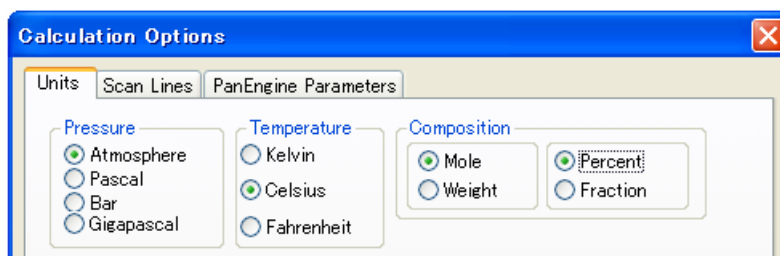 Calculation Options
Units Scan Lines PanEngine Parameters
Pressure
Atmosphere
Pascal
Bar
Gigapascal
Temperature
Kelvin
Celsius
Fahrenheit
Composition
Mole
Weight
Percent
Fraction